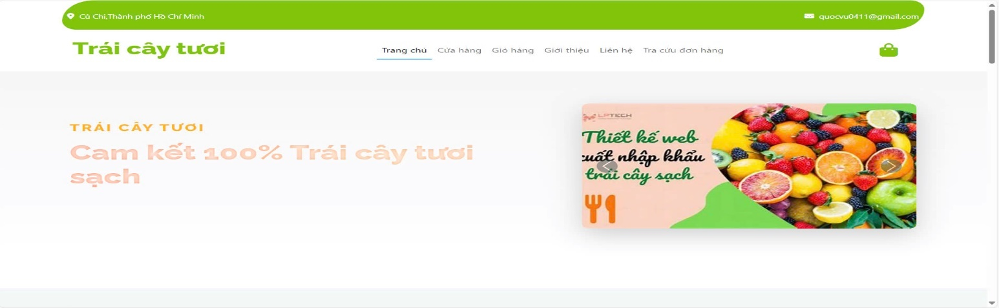 Củ Chi,Thành phố Hồ Chí Minh
quocvu0411@gmail.com
Trái cây tươi
Trang chủ Cửa hàng Giỏ hàng Giới thiệu Liên hệ Tra cứu đơn hàng
TRÁI CÂY TƯƠI
Cam kết 100% Trái cây tươi
sạch
LPTECH
Thiết kế web
xuất nhập khẩu
trái cây sạch